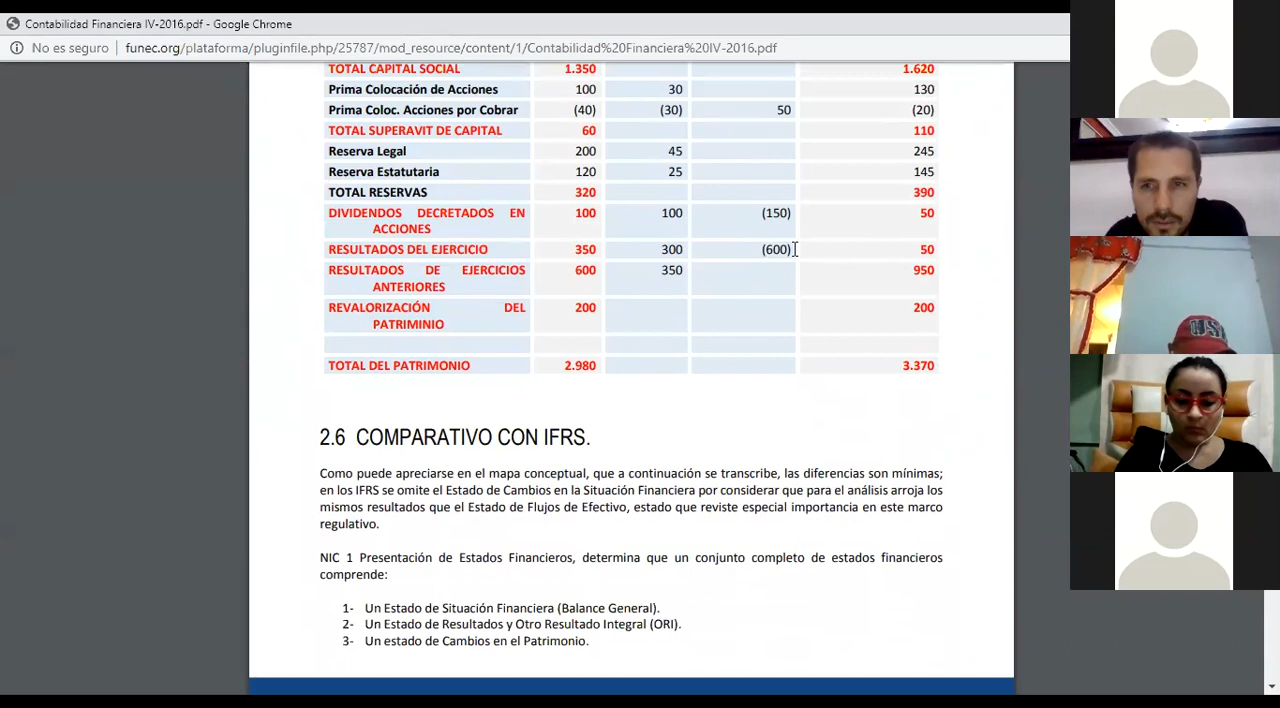 Contabilidad Financiera IV-2016.pdf - Google Chrome
No es seguro funec.org/plataforma/pluginfile.php/25787/mod_resource/content/1/Contabilidad%20Financiera%20IV-2016.pdf
TOTAL CAPITAL SOCIAL 1.350 1.620
Prima Colocación de Acciones 100 30 130
Prima Coloc. Acciones por Cobrar (40) (30) 50 (20)
TOTAL SUPERAVIT DE CAPITAL 60 110
Reserva Legal 200 45 245
Reserva Estatutaria 120 25 145
TOTAL RESERVAS 320 390
DIVIDENDOS DECRETADOS EN 100 100 (150) 50
ACCIONES
RESULTADOS DEL EJERCICIO 350 300 (600) 50
RESULTADOS DE EJERCICIOS 600 350 950
ANTERIORES
REVALORIZACIÓN DEL 200 200
PATRIMINIO
TOTAL DEL PATRIMONIO 2.980 3.370
2.6 COMPARATIVO CON IFRS.
Como puede apreciarse en el mapa conceptual, que a continuación se transcribe, las diferencias son mínimas;
en los IFRS se omite el Estado de Cambios en la Situación Financiera por considerar que para el análisis arroja los
mismos resultados que el Estado de Flujos de Efectivo, estado que reviste especial importancia en este marco
regulativo.
NIC 1 Presentación de Estados Financieros, determina que un conjunto completo de estados financieros
comprende:
1- Un Estado de Situación Financiera (Balance General).
2- Un Estado de Resultados y Otro Resultado Integral (ORI).
3- Un estado de Cambios en el Patrimonio.